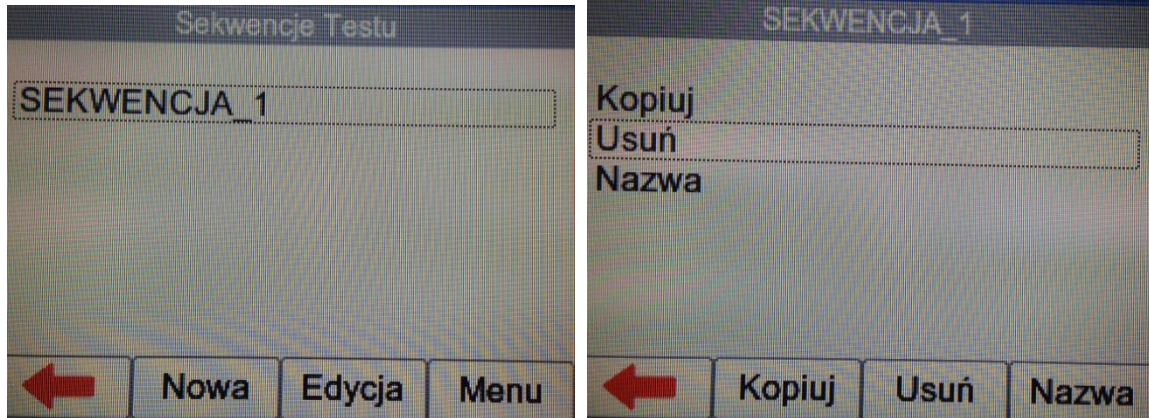 Sekwencje Testu
SEKWENCJA_1
Nowa Edycja Menu
SEKWENCJA_1
Kopiuj
Usuń
Nazwa
Kopiuj Usuń Nazwa